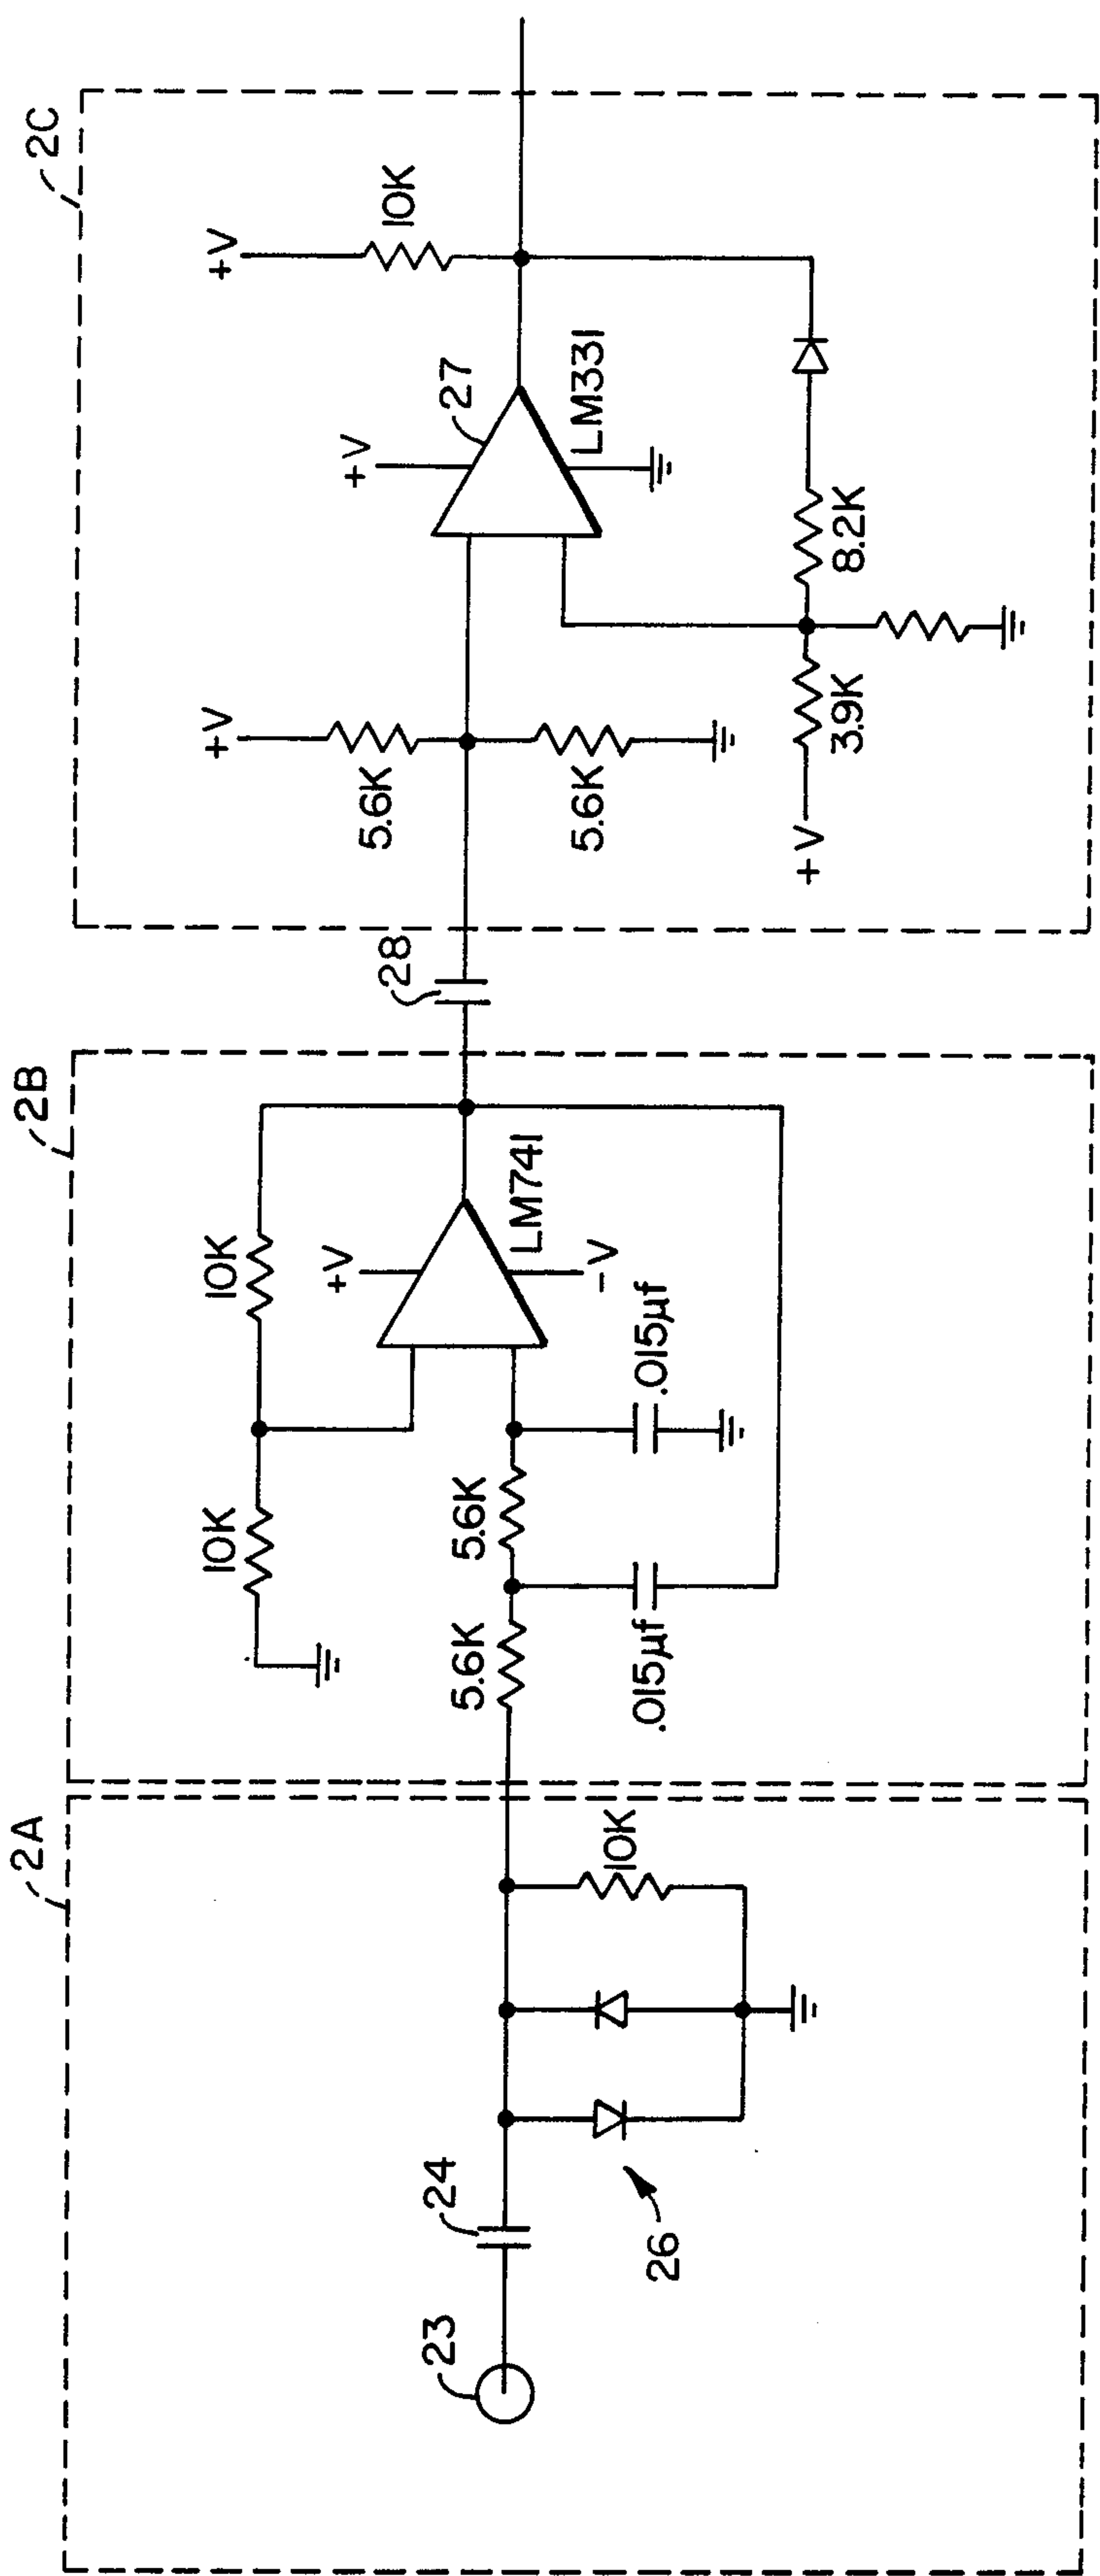 2A
23
24
26
10K
2B
10K
10K
+V
LM741
-V
5.6K
5.6K
.015µf
.015µf
28
2C
+V
5.6K
5.6K
+V
27
LM331
+V
10K
+V
3.9K
8.2K